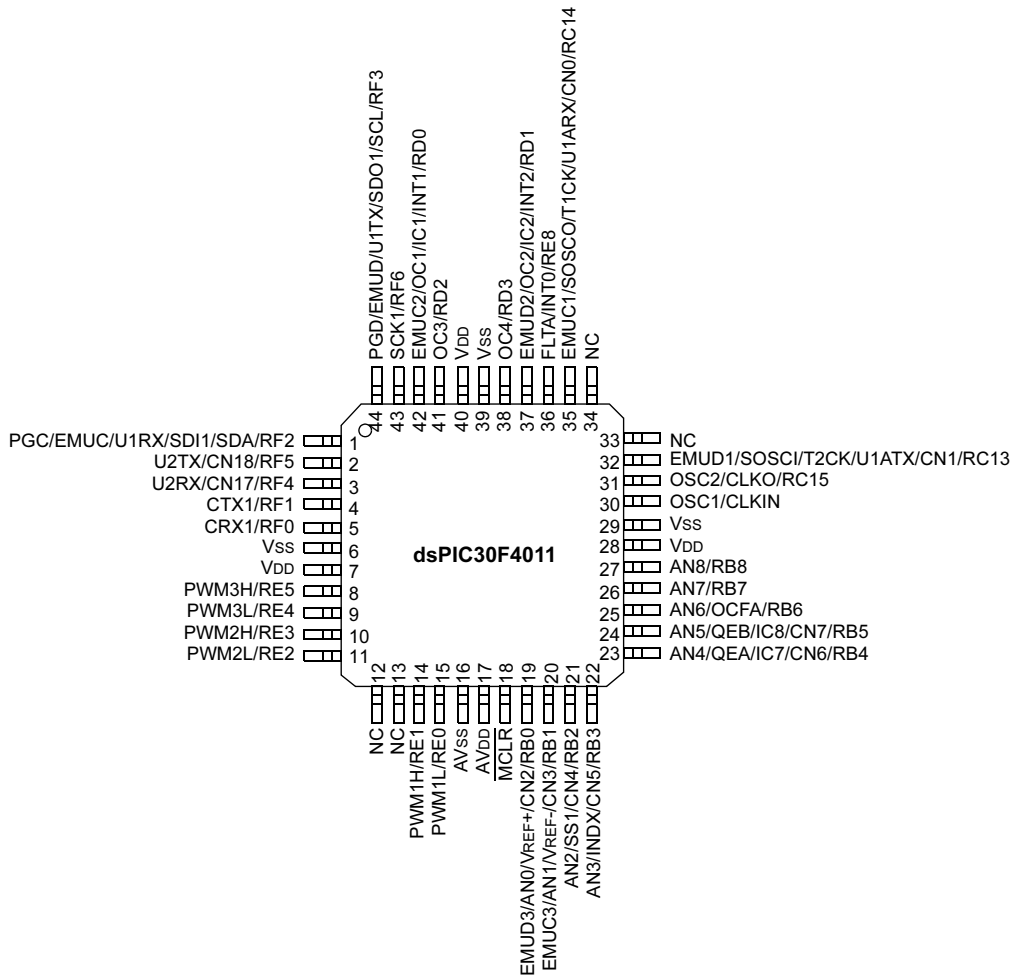 PGD/EMUD/U1TX/SDO1/SCL/RF3
SCK1/RF6
EMUC2/OC1/IC1/INT1/RD0
OC3/RD2
VDD
VSS
OC4/RD3
EMUD2/OC2/IC2/INT2/RD1
FLTA/INT0/RE8
EMUC1/SOSCO/T1CK/U1ARX/CN0/RC14
NC
44
43
42
41
40
39
38
37
36
35
34
PGC/EMUC/U1RX/SDI1/SDA/RF2 1
U2TX/CN18/RF5 2
U2RX/CN17/RF4 3
CTX1/RF1 4
CRX1/RF0 5
VSS 6
VDD 7
PWM3H/RE5 8
PWM3L/RE4 9
PWM2H/RE3 10
PWM2L/RE2 11
dsPIC30F4011
33 NC
32 EMUD1/SOSCI/T2CK/U1ATX/CN1/RC13
31 OSC2/CLKO/RC15
30 OSC1/CLKIN
29 VSS
28 VDD
27 AN8/RB8
26 AN7/RB7
25 AN6/OCFA/RB6
24 AN5/QEB/IC8/CN7/RB5
23 AN4/QEA/IC7/CN6/RB4
12
13
14
15
16
17
18
19
20
21
22
NC
NC
PWM1H/RE1
PWM1L/RE0
AVSS
AVDD
MCLR
EMUD3/AN0/VREF+/CN2/RB0
EMUC3/AN1/VREF-/CN3/RB1
AN2/SS1/CN4/RB2
AN3/INDX/CN5/RB3